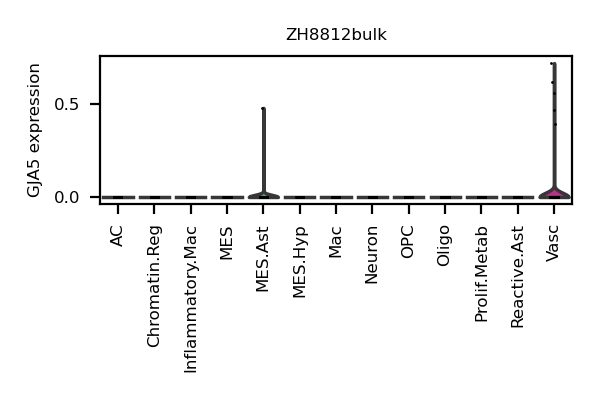 ZH8812bulk
GJA5 expression
0.5
0.0
AC
Chromatin.Reg
Inflammatory.Mac
MES
MES.Ast
MES.Hyp
Mac
Neuron
OPC
Oligo
Prolif.Metab
Reactive.Ast
Vasc